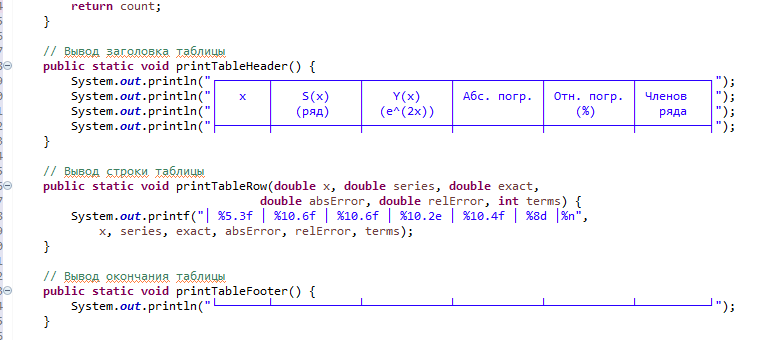 return count;
}
// Вывод заголовка таблицы
public static void printTableHeader() {
System.out.println("┌───────┬────────────┬────────────┬────────────┬────────────┬──────────┐");
System.out.println("│ x │ S(x) │ Y(x) │ Абс. погр. │ Отн. погр. │ Членов │");
System.out.println("│ │ (ряд) │ (e^(2x)) │ │ (%) │ ряда │");
System.out.println("├───────┼────────────┼────────────┼────────────┼────────────┼──────────┤");
}
// Вывод строки таблицы
public static void printTableRow(double x, double series, double exact,
double absError, double relError, int terms) {
System.out.printf("│ %5.3f │ %10.6f │ %10.6f │ %10.2e │ %10.4f │ %8d │%n",
x, series, exact, absError, relError, terms);
}
// Вывод окончания таблицы
public static void printTableFooter() {
System.out.println("└───────┴────────────┴────────────┴────────────┴────────────┴──────────┘");
}